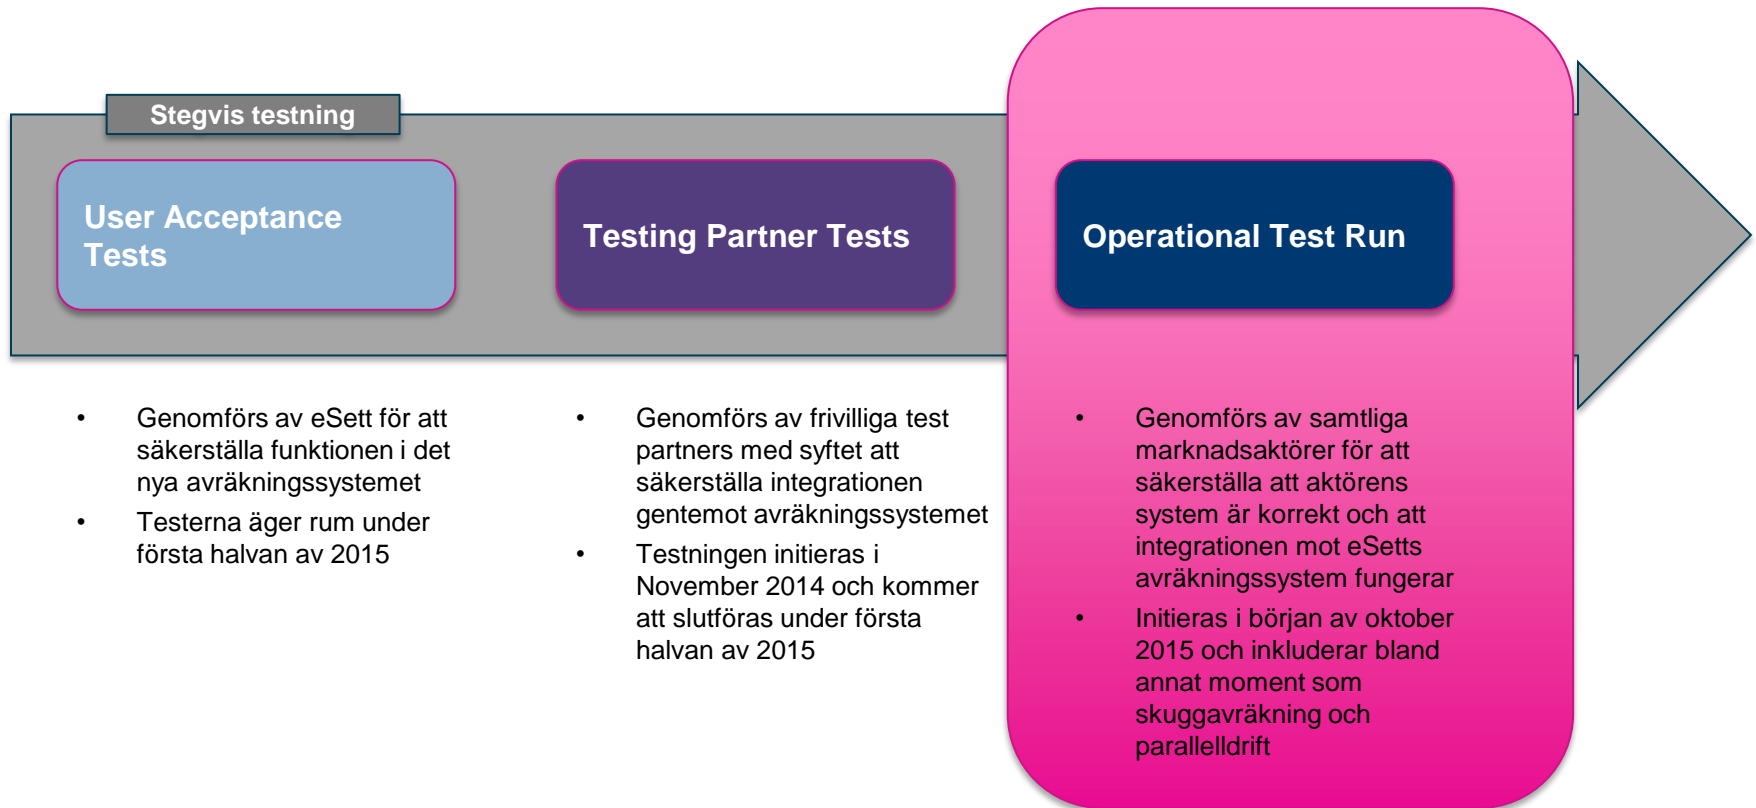 Stegvis testning
User Acceptance
Tests
Testing Partner Tests
Operational Test Run
• Genomförs av eSett för att
säkerställa funktionen i det
nya avräkningssystemet
• Testerna äger rum under
första halvan av 2015
• Genomförs av frivilliga test
partners med syftet att
säkerställa integrationen
gentemot avräkningssystemet
• Testningen initieras i
November 2014 och kommer
att slutföras under första
halvan av 2015
• Genomförs av samtliga
marknadsaktörer för att
säkerställa att aktörens
system är korrekt och att
integrationen mot eSetts
avräkningssystem fungerar
• Initieras i början av oktober
2015 och inkluderar bland
annat moment som
skuggavräkning och
parallelldrift